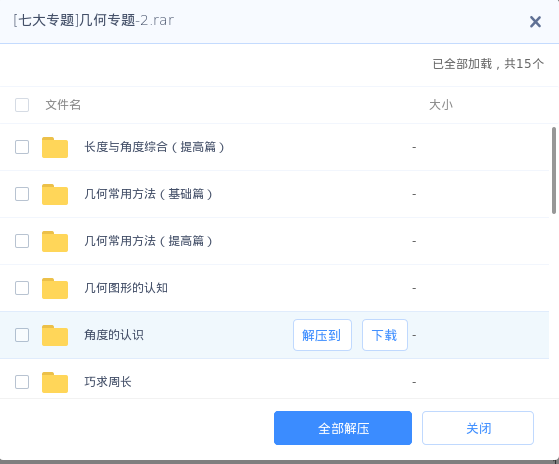 [七大专题]几何专题-2.rar
已全部加载，共15个
文件名 大小
长度与角度综合（提高篇） -
几何常用方法（基础篇） -
几何常用方法（提高篇） -
几何图形的认知 -
角度的认识 解压到 下载 -
巧求周长 -
全部解压 关闭